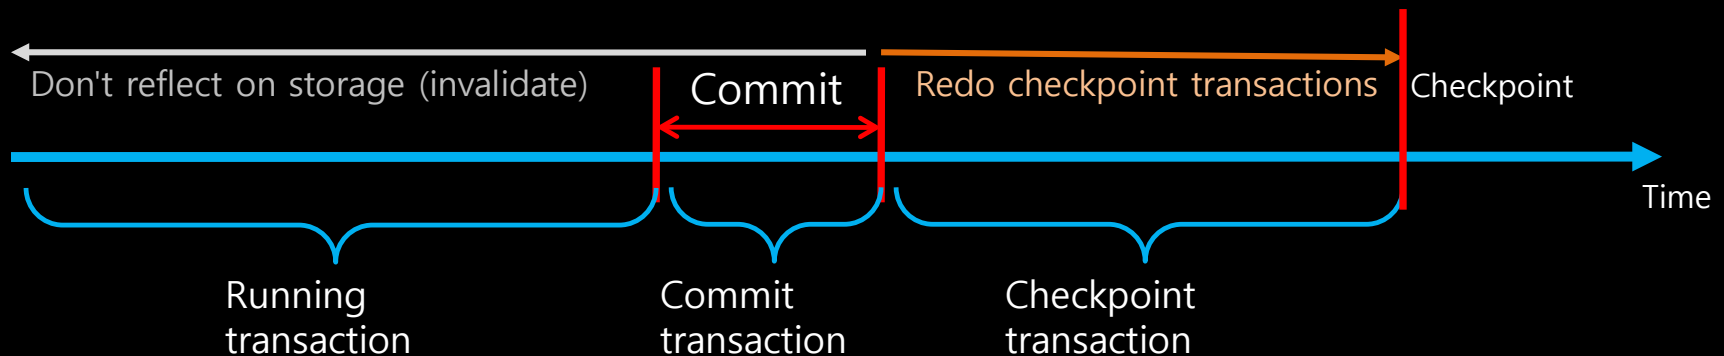 Don't reflect on storage (invalidate)
Commit
Redo checkpoint transactions
Checkpoint
Time
Running
transaction
Commit
transaction
Checkpoint
transaction